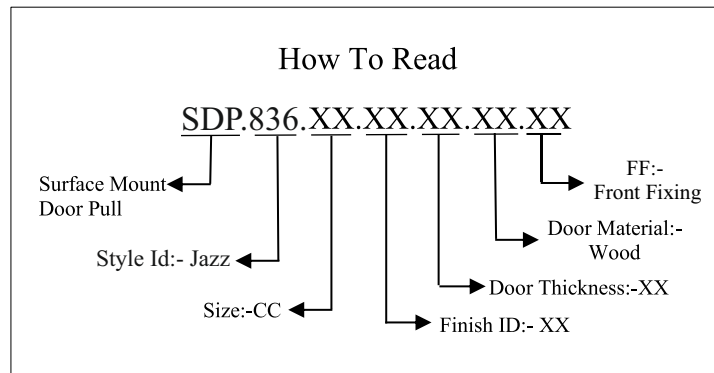 How To Read
SDP.836.XX.XX.XX.XX.XX
Surface Mount
Door Pull
FF:-
Front Fixing
Style Id:- Jazz
Door Material:-
Wood
Size:-CC
Door Thickness:-XX
Finish ID:- XX